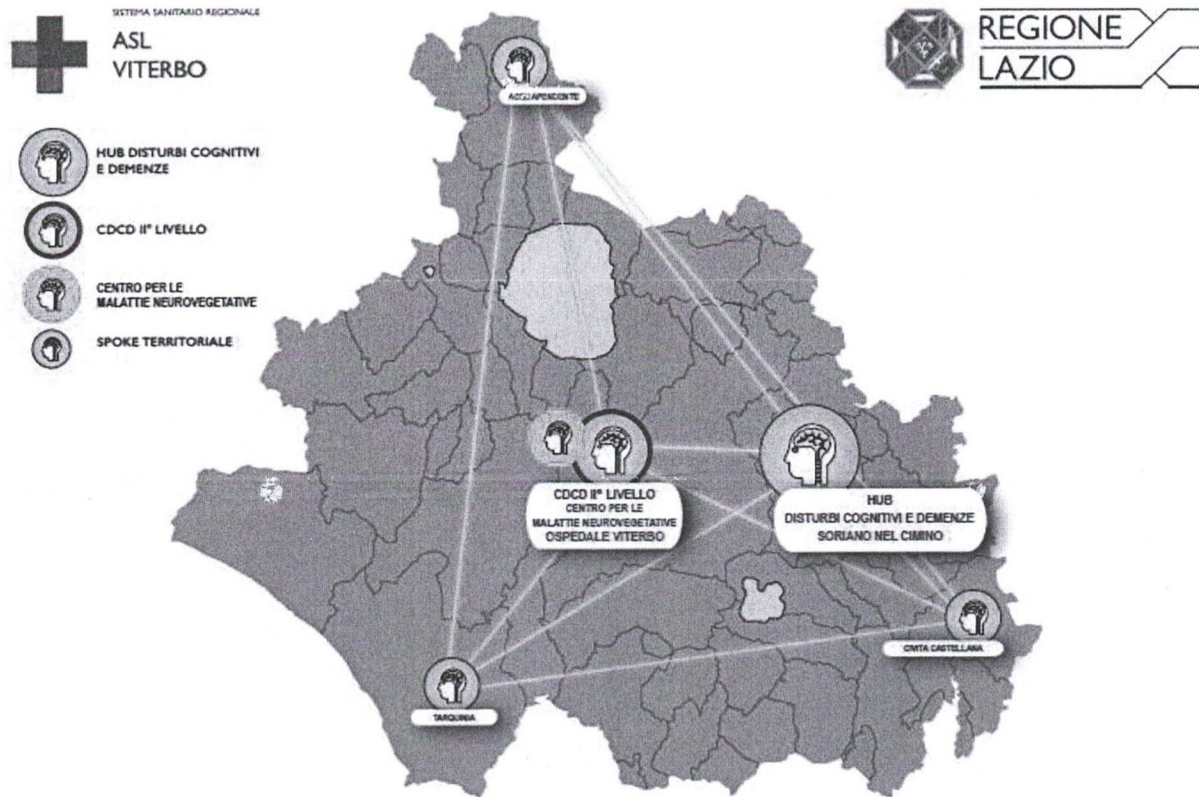 SISTEMA SANITARIO REGIONALE
ASL
VITERBO
REGIONE
LAZIO
HUB DISTURBI COGNITIVI
E DEMENZE
CDCD II° LIVELLO
CENTRO PER LE
MALATTIE NEUROVEGETATIVE
SPOKE TERRITORIALE
ACQUAPENDENTE
CDCD II° LIVELLO
CENTRO PER LE
MALATTIE NEUROVEGETATIVE
OSPEDALE VITERBO
HUB
DISTURBI COGNITIVI E DEMENZE
SORIANO NEL CIMINO
CIVITA CASTELLANA
TARQUINIA